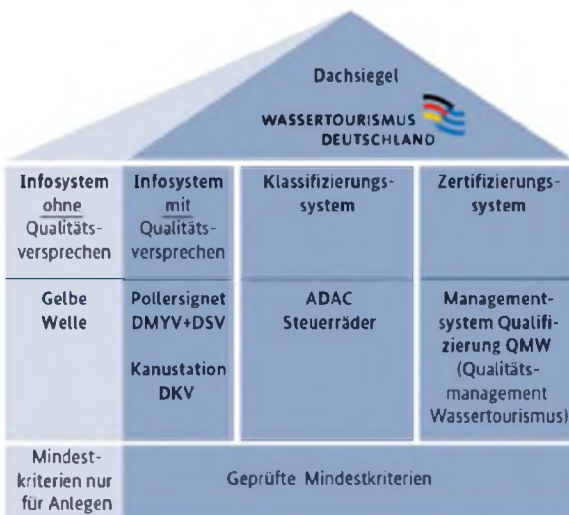 Dachsiegel
WASSERTOURISMUS
DEUTSCHLAND
Infosystem
ohne
Qualitäts-
versprechen
Infosystem
mit
Qualitäts-
versprechen
Klassifizierungs-
system
Zertifizierungs-
system
Gelbe
Welle
Pollersignet
DMYV+DSV
Kanustation
DKV
ADAC
Steuerräder
Management-
system Qualifi-
zierung QMW
(Qualitäts-
management
Wassertourismus)
Mindest-
kriterien nur
für Anlegen
Geprüfte Mindestkriterien